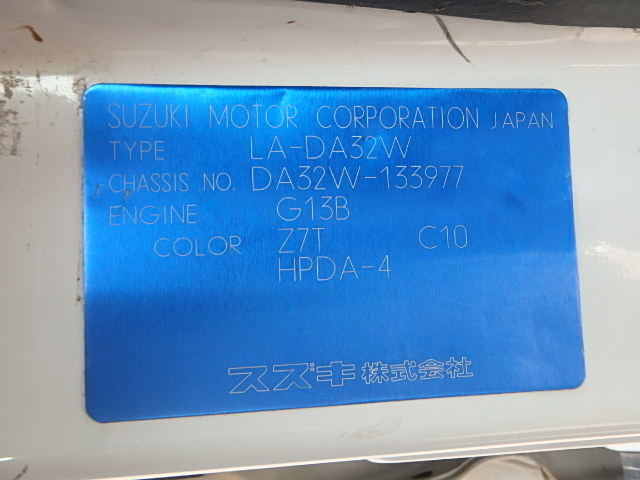 SUZUKI MOTOR CORPORATION JAPAN
TYPE LA-DA32W
CHASSIS NO. DA32W-133977
ENGINE G13B
COLOR Z7T C10
HPDA-4
スズキ株式会社